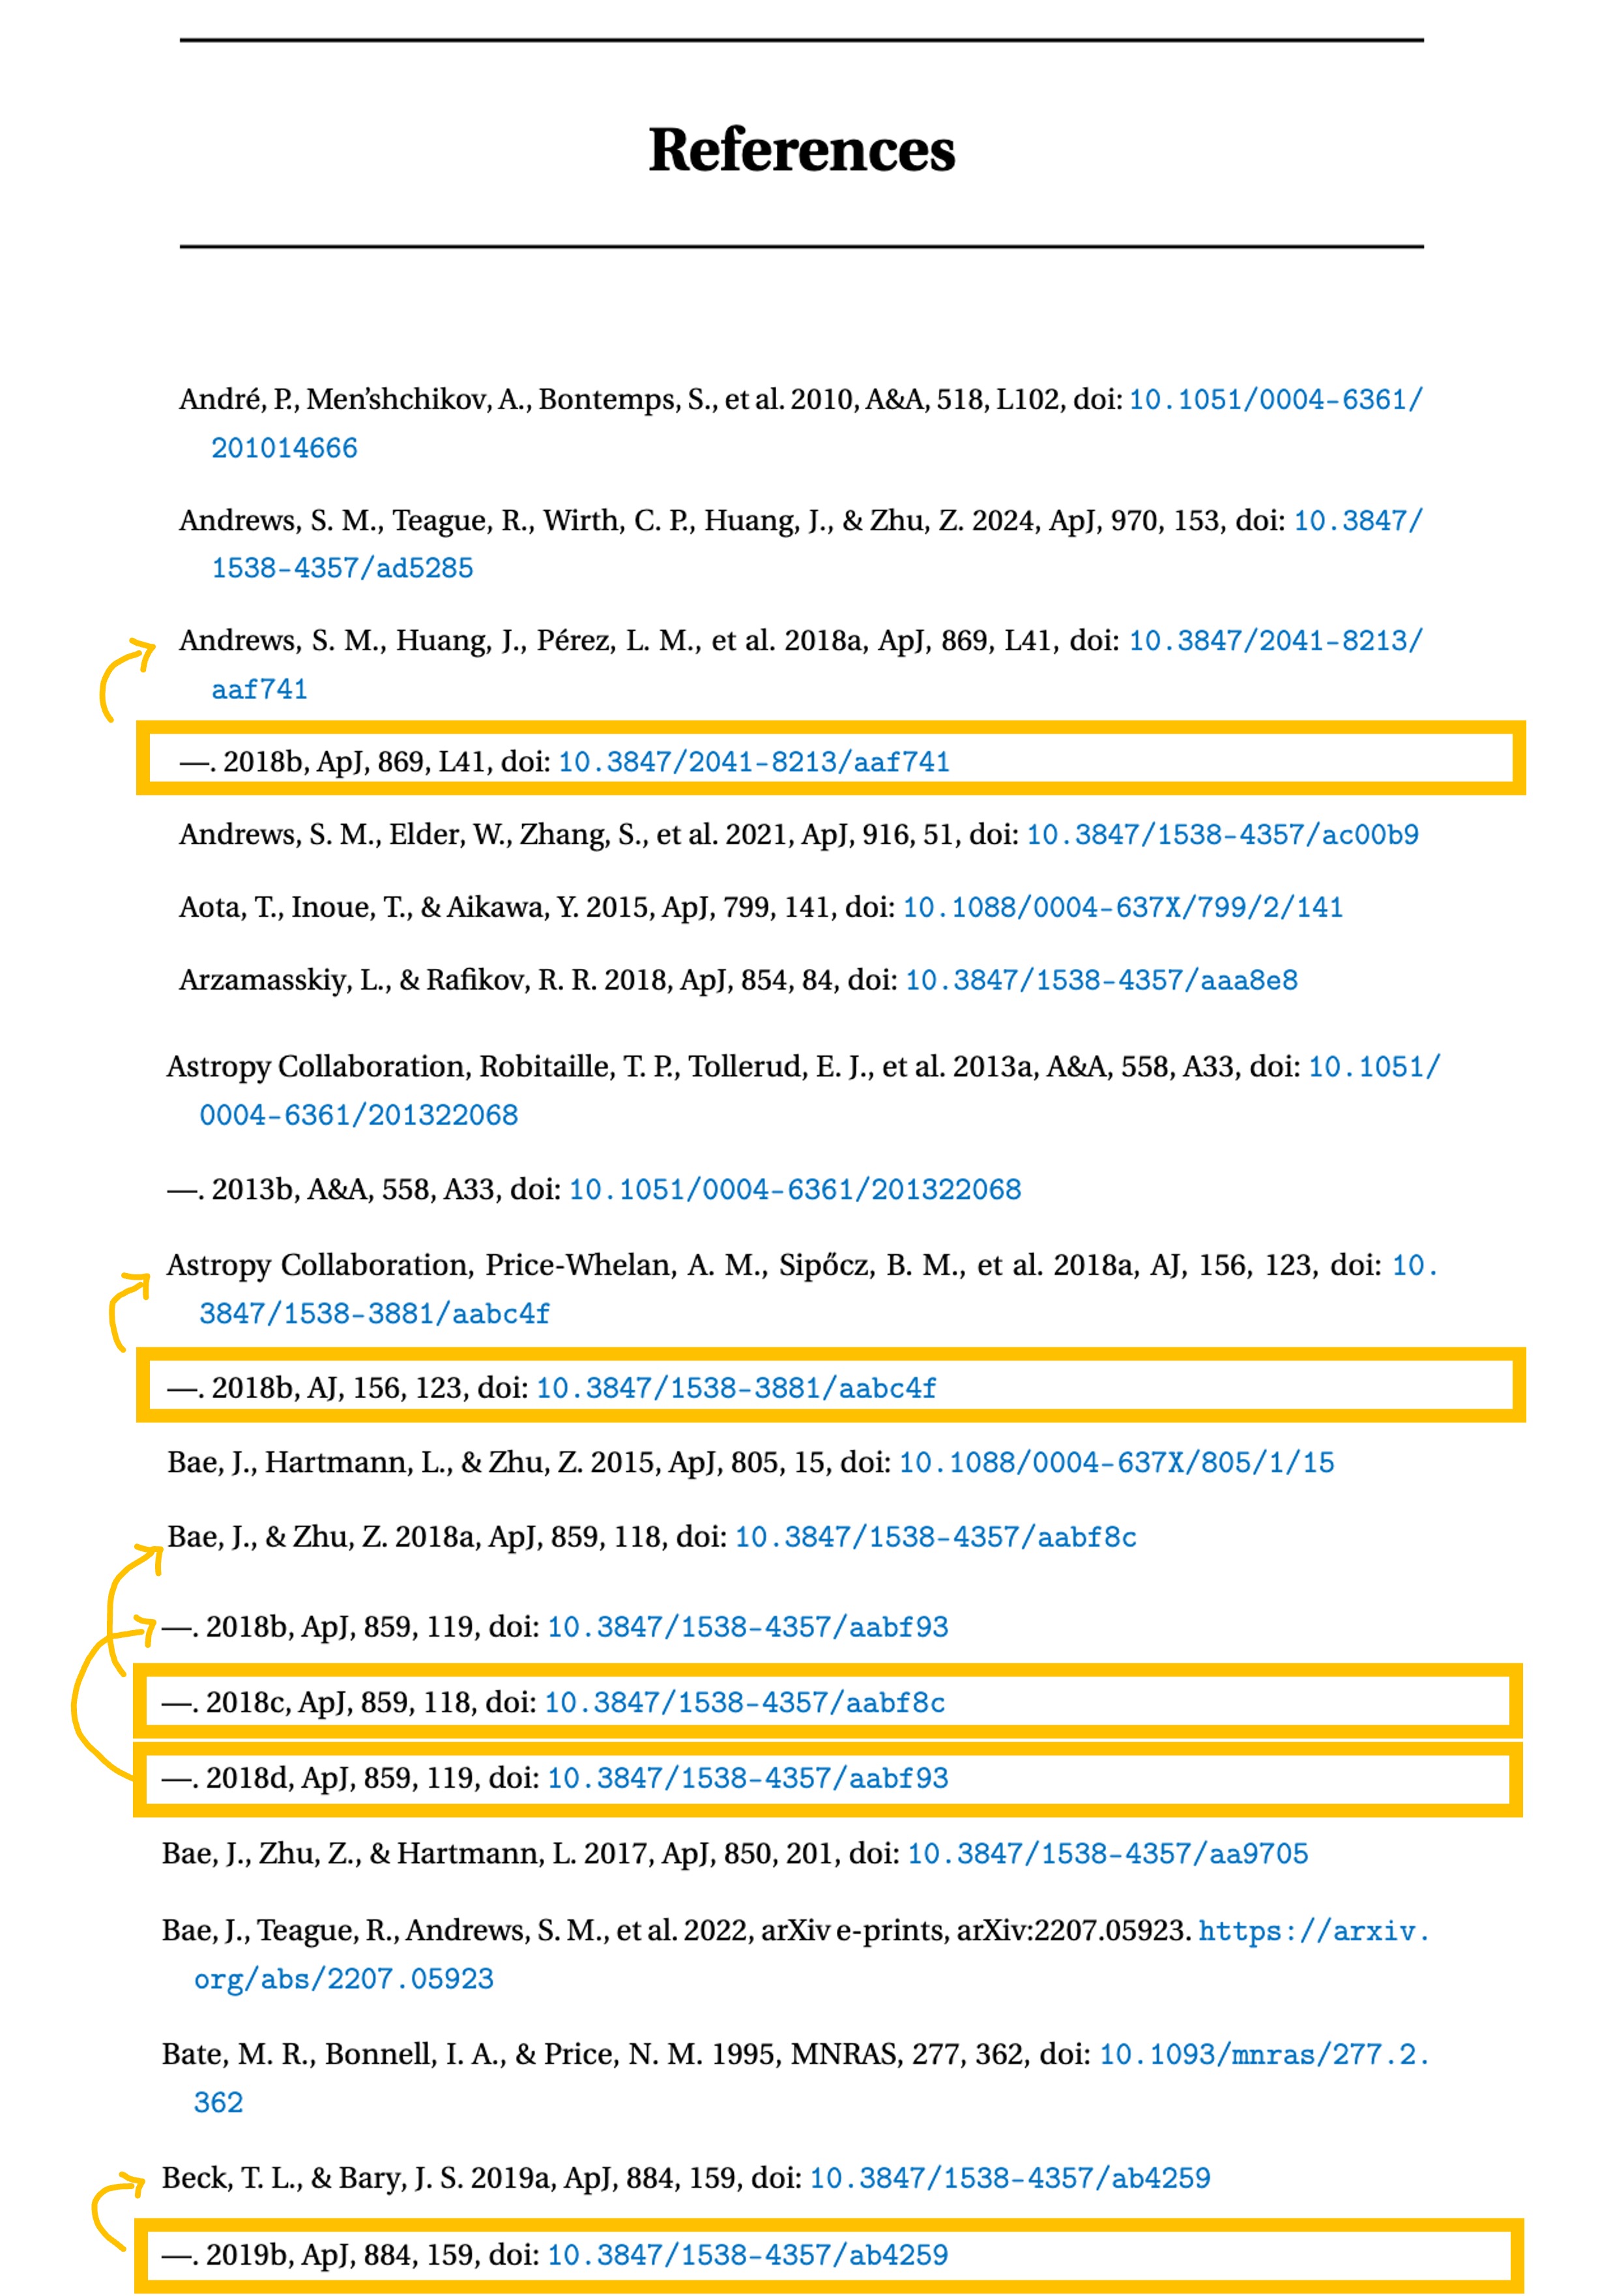 References
André, P., Men’shchikov, A., Bontemps, S., et al. 2010, A&A, 518, L102, doi: 10.1051/0004-6361/
201014666
Andrews, S. M., Teague, R., Wirth, C. P., Huang, J., & Zhu, Z. 2024, ApJ, 970, 153, doi: 10.3847/
1538-4357/ad5285
Andrews, S. M., Huang, J., Pérez, L. M., et al. 2018a, ApJ, 869, L41, doi: 10.3847/2041-8213/
aaf741
—. 2018b, ApJ, 869, L41, doi: 10.3847/2041-8213/aaf741
Andrews, S. M., Elder, W., Zhang, S., et al. 2021, ApJ, 916, 51, doi: 10.3847/1538-4357/ac00b9
Aota, T., Inoue, T., & Aikawa, Y. 2015, ApJ, 799, 141, doi: 10.1088/0004-637X/799/2/141
Arzamasskiy, L., & Rafikov, R. R. 2018, ApJ, 854, 84, doi: 10.3847/1538-4357/aaa8e8
Astropy Collaboration, Robitaille, T. P., Tollerud, E. J., et al. 2013a, A&A, 558, A33, doi: 10.1051/
0004-6361/201322068
—. 2013b, A&A, 558, A33, doi: 10.1051/0004-6361/201322068
Astropy Collaboration, Price-Whelan, A. M., Sipőcz, B. M., et al. 2018a, AJ, 156, 123, doi: 10.
3847/1538-3881/aabc4f
—. 2018b, AJ, 156, 123, doi: 10.3847/1538-3881/aabc4f
Bae, J., Hartmann, L., & Zhu, Z. 2015, ApJ, 805, 15, doi: 10.1088/0004-637X/805/1/15
Bae, J., & Zhu, Z. 2018a, ApJ, 859, 118, doi: 10.3847/1538-4357/aabf8c
—. 2018b, ApJ, 859, 119, doi: 10.3847/1538-4357/aabf93
—. 2018c, ApJ, 859, 118, doi: 10.3847/1538-4357/aabf8c
—. 2018d, ApJ, 859, 119, doi: 10.3847/1538-4357/aabf93
Bae, J., Zhu, Z., & Hartmann, L. 2017, ApJ, 850, 201, doi: 10.3847/1538-4357/aa9705
Bae, J., Teague, R., Andrews, S. M., et al. 2022, arXiv e-prints, arXiv:2207.05923. https://arxiv.
org/abs/2207.05923
Bate, M. R., Bonnell, I. A., & Price, N. M. 1995, MNRAS, 277, 362, doi: 10.1093/mnras/277.2.
362
Beck, T. L., & Bary, J. S. 2019a, ApJ, 884, 159, doi: 10.3847/1538-4357/ab4259
—. 2019b, ApJ, 884, 159, doi: 10.3847/1538-4357/ab4259